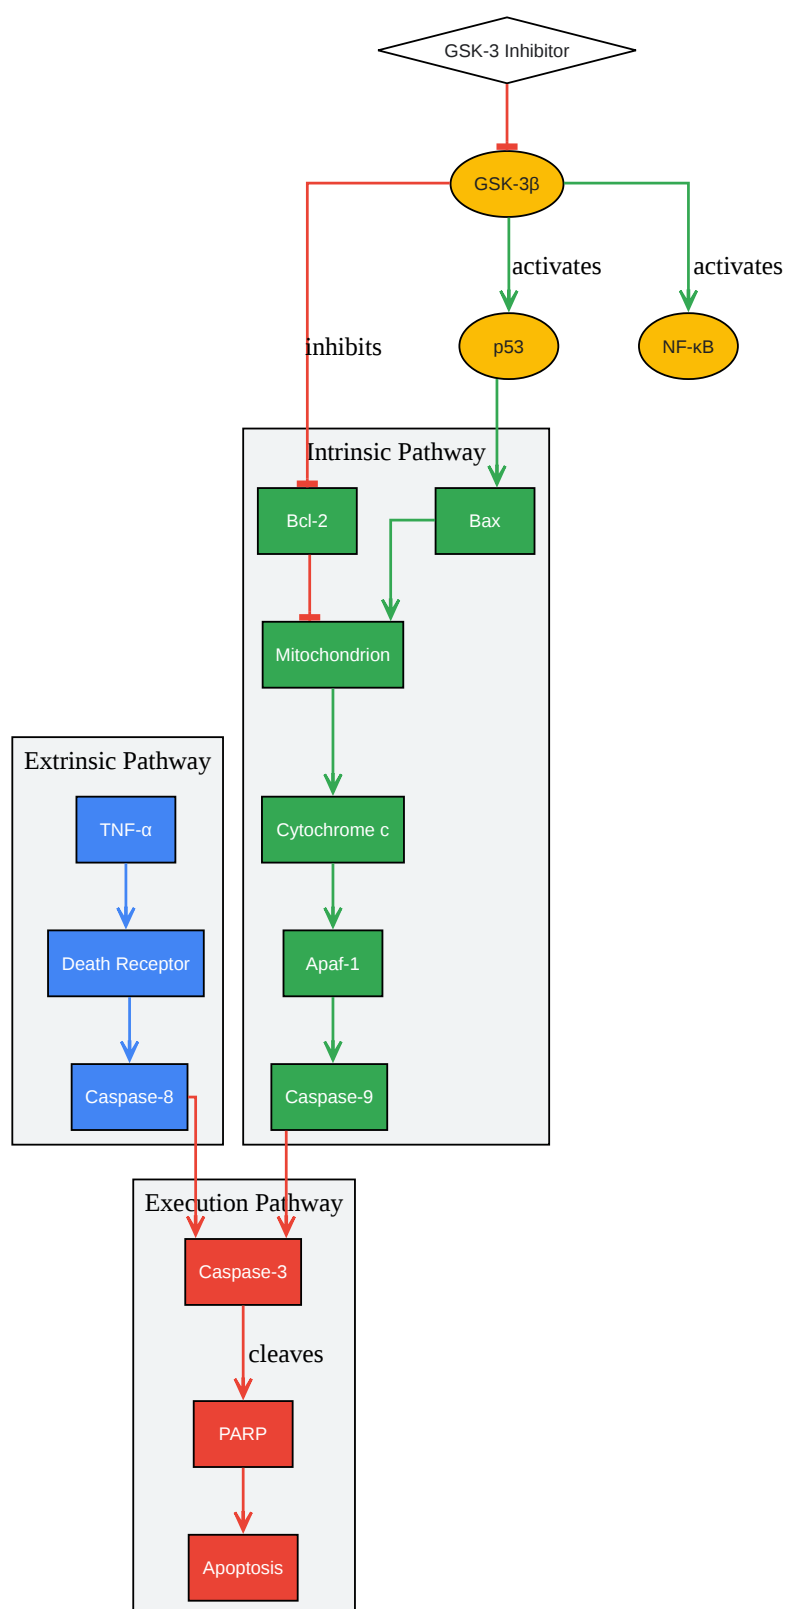 GSK-3 Inhibitor
GSK-3β
activates
activates
inhibits
p53
NF-κB
Intrinsic Pathway
Bcl-2
Bax
Mitochondrion
Extrinsic Pathway
TNF-α
Cytochrome c
Death Receptor
Apaf-1
Caspase-8
Caspase-9
Execution Pathway
Caspase-3
cleaves
PARP
Apoptosis